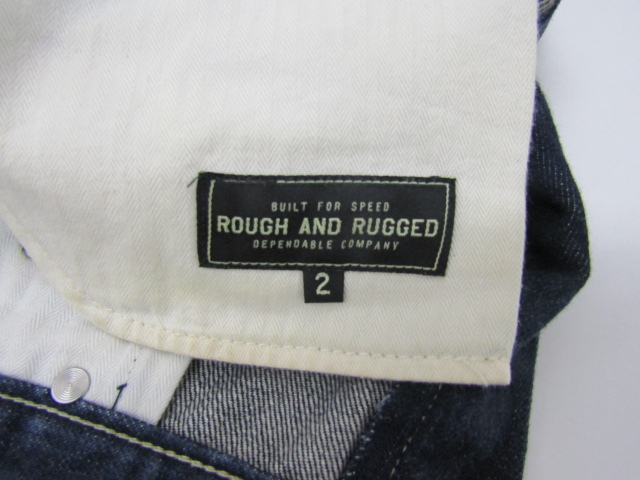 BUILT FOR SPEED
ROUGH AND RUGGED
DEPENDABLE COMPANY
2